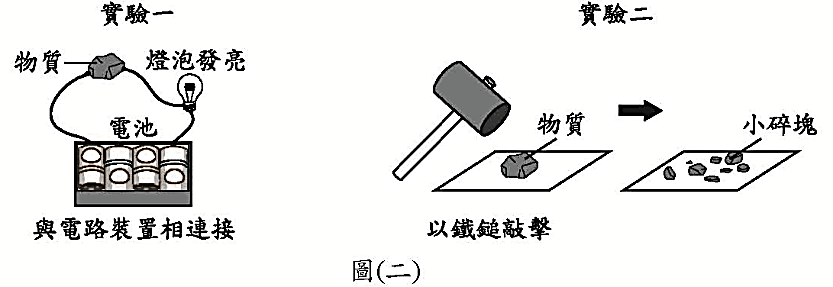 實驗一
物質
燈泡發亮
電池
與電路裝置相連接
實驗二
物質
小碎塊
以鐵鎚敲擊
圖(二)